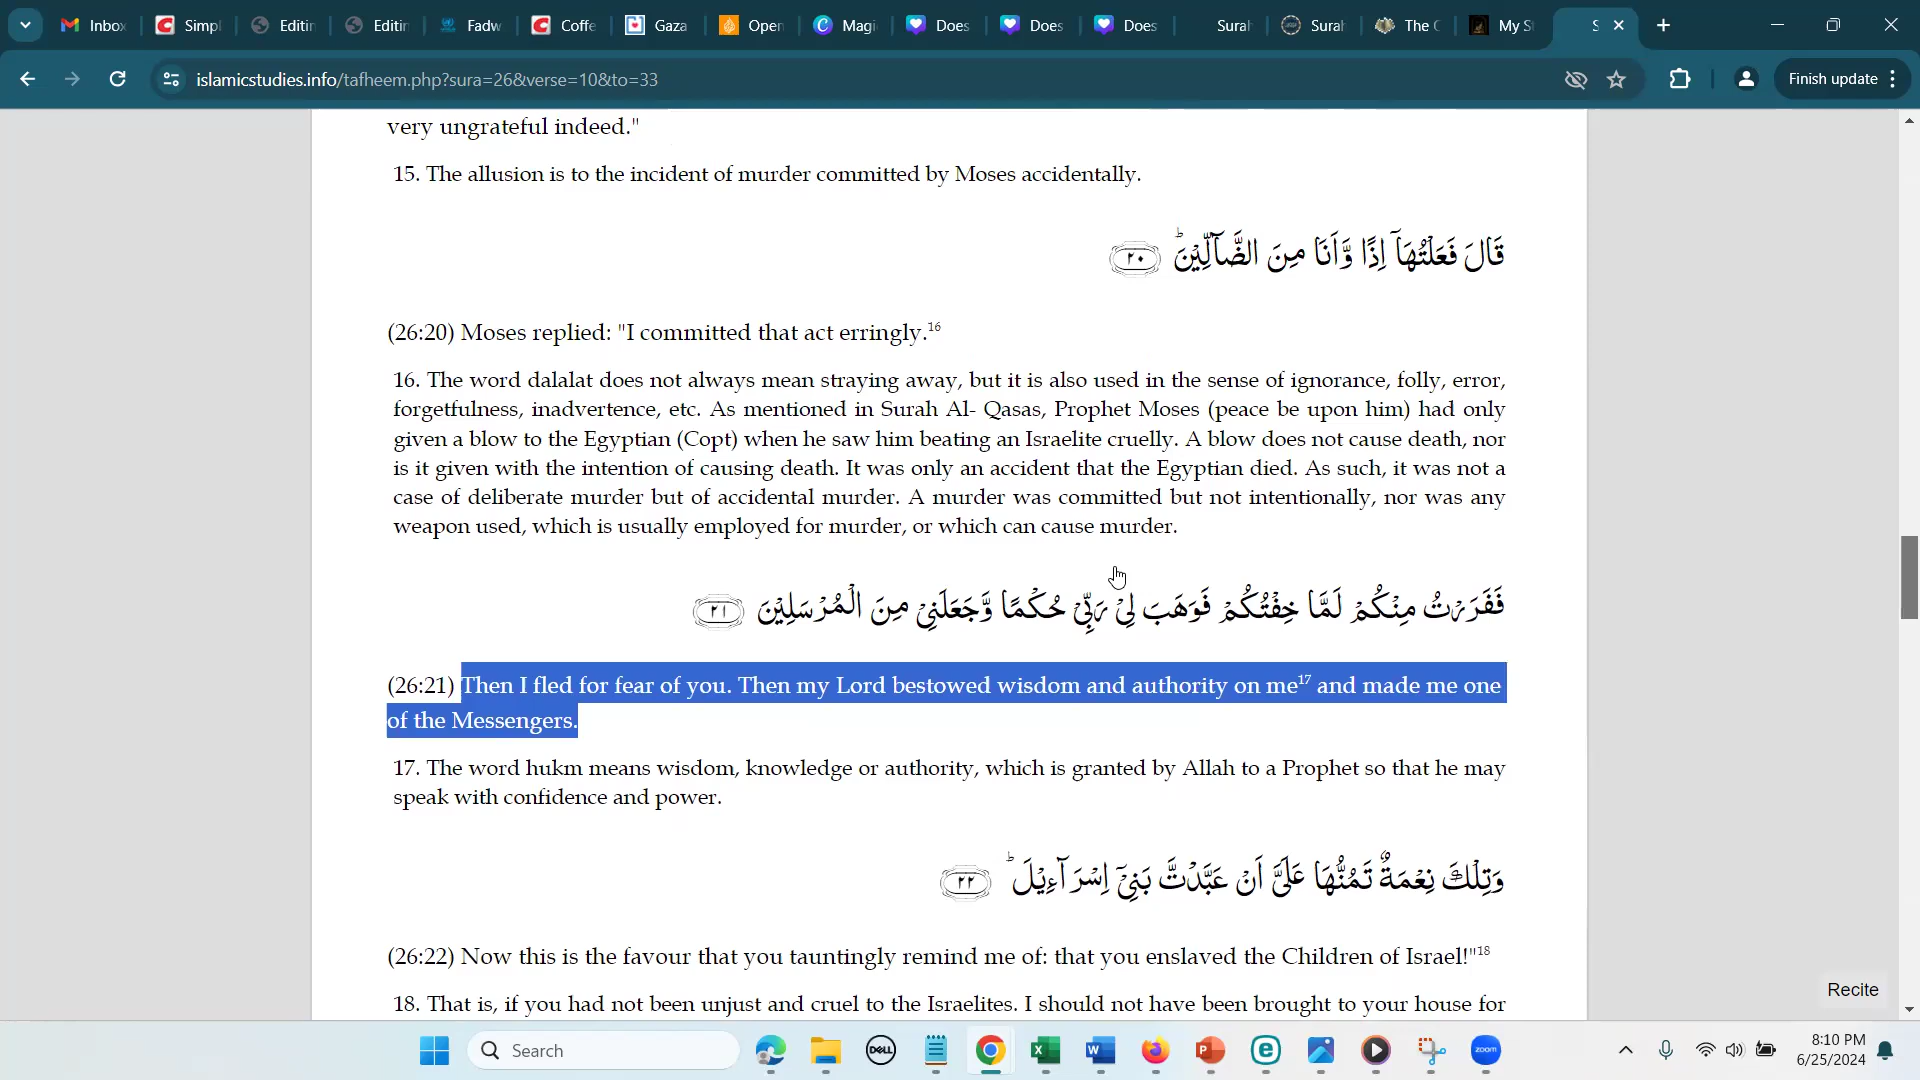 Inbox
Simpl
Editin
Editin
Fadw
Coffe
Gaza
Open
Magi
Does
Does
Does
Surah
Surah
The C
My S
S
islamicstudies.info/tafheem.php?sura=26&verse=10&to=33
Finish update
very ungrateful indeed."
15. The allusion is to the incident of murder committed by Moses accidentally.
قَالَ فَعَلۡتُهَاۤ اِذًا وَّاَنَا مِنَ الضَّآلِّيۡنَؕ ‏﴿۲۰﴾
(26:20) Moses replied: "I committed that act erringly.16
16. The word dalalat does not always mean straying away, but it is also used in the sense of ignorance, folly, error,
forgetfulness, inadvertence, etc. As mentioned in Surah Al- Qasas, Prophet Moses (peace be upon him) had only
given a blow to the Egyptian (Copt) when he saw him beating an Israelite cruelly. A blow does not cause death, nor
is it given with the intention of causing death. It was only an accident that the Egyptian died. As such, it was not a
case of deliberate murder but of accidental murder. A murder was committed but not intentionally, nor was any
weapon used, which is usually employed for murder, or which can cause murder.
فَفَرَرۡتُ مِنۡكُمۡ لَمَّا خِفۡتُكُمۡ فَوَهَبَ لِىۡ رَبِّىۡ حُكۡمًا وَّجَعَلَنِىۡ مِنَ الۡمُرۡسَلِيۡنَ ‏﴿۲۱﴾
(26:21) Then I fled for fear of you. Then my Lord bestowed wisdom and authority on me17 and made me one
of the Messengers.
17. The word hukm means wisdom, knowledge or authority, which is granted by Allah to a Prophet so that he may
speak with confidence and power.
وَتِلۡكَ نِعۡمَةٌ تَمُنُّهَا عَلَىَّ اَنۡ عَبَّدْتَّ بَنِىۡۤ اِسۡرَآءِيۡلَؕ ‏﴿۲۲﴾
(26:22) Now this is the favour that you tauntingly remind me of: that you enslaved the Children of Israel!"18
18. That is, if you had not been unjust and cruel to the Israelites. I should not have been brought to your house for
Recite
Search
DELL
zoom
8:10 PM
6/25/2024